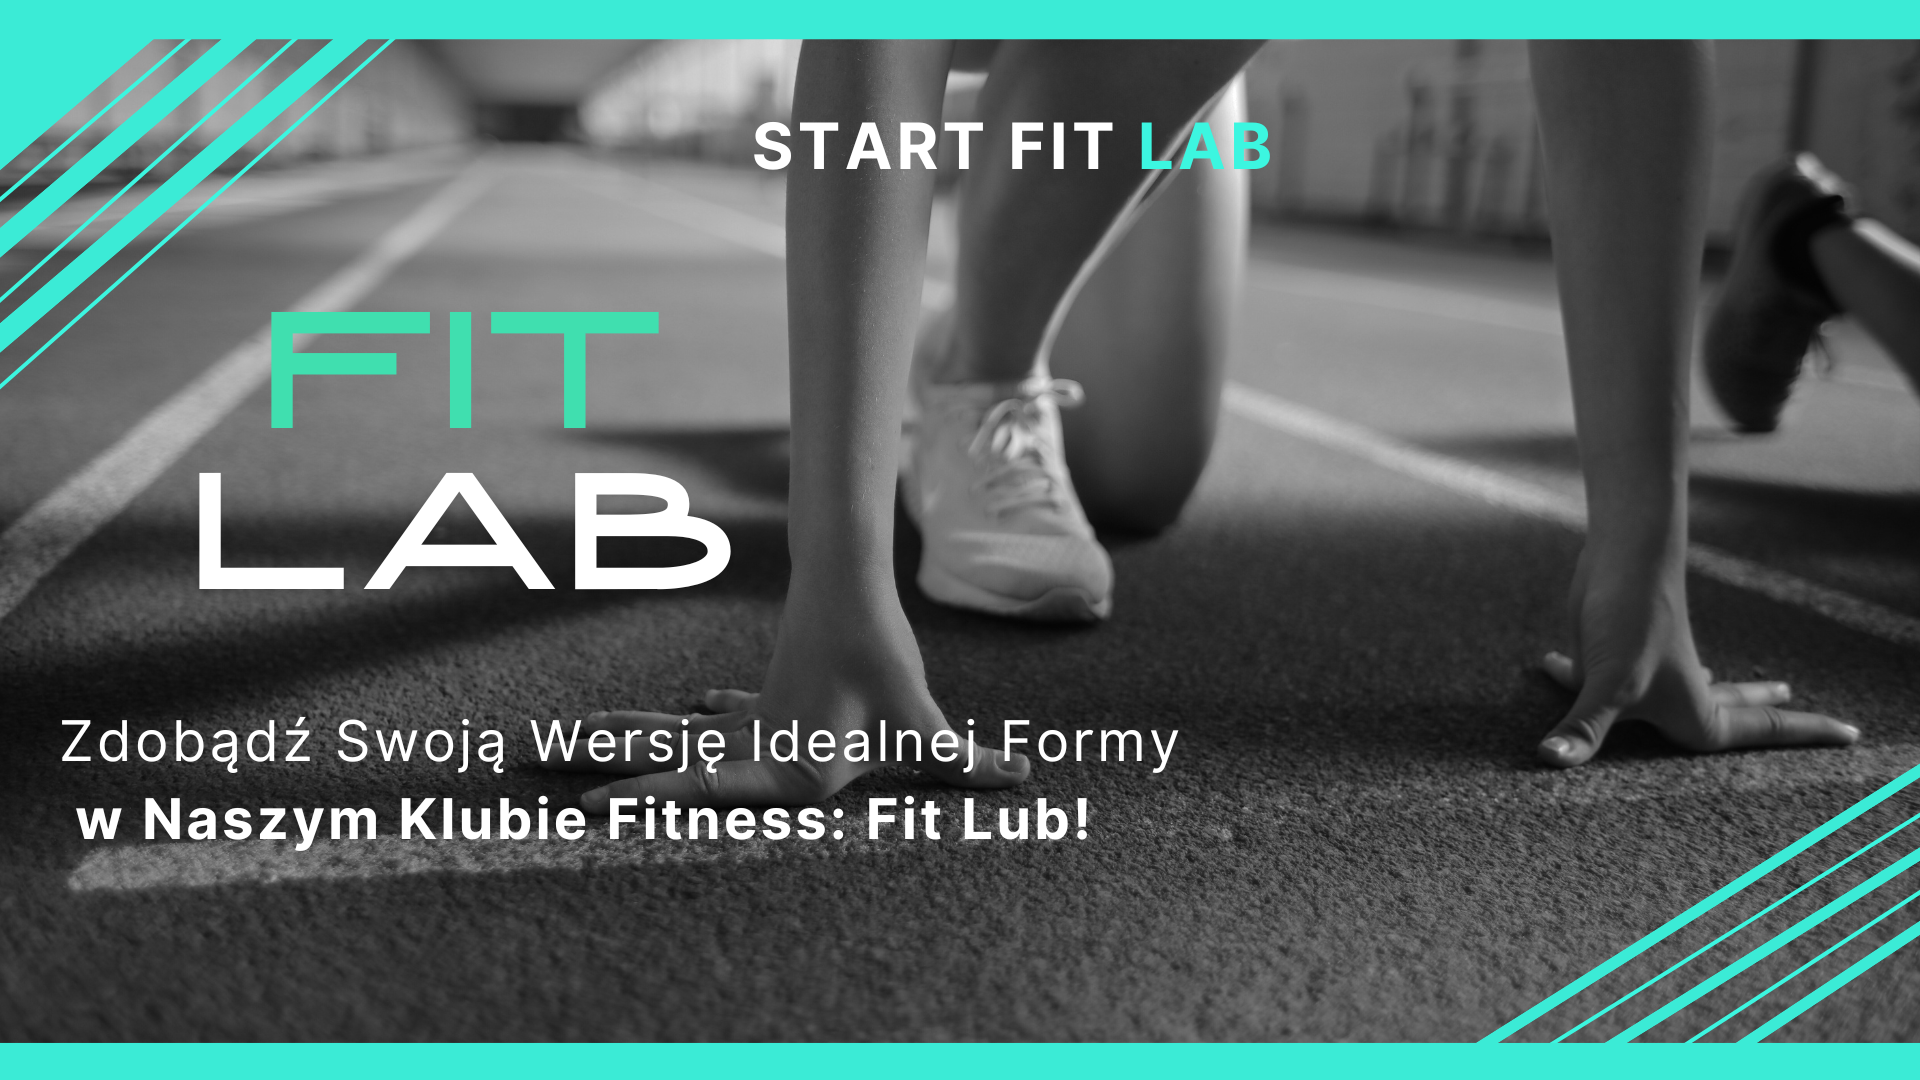 START FIT LAB
FIT
LAB
Zdobądź Swoją Wersję Idealnej Formy
w Naszym Klubie Fitness: Fit Lub!